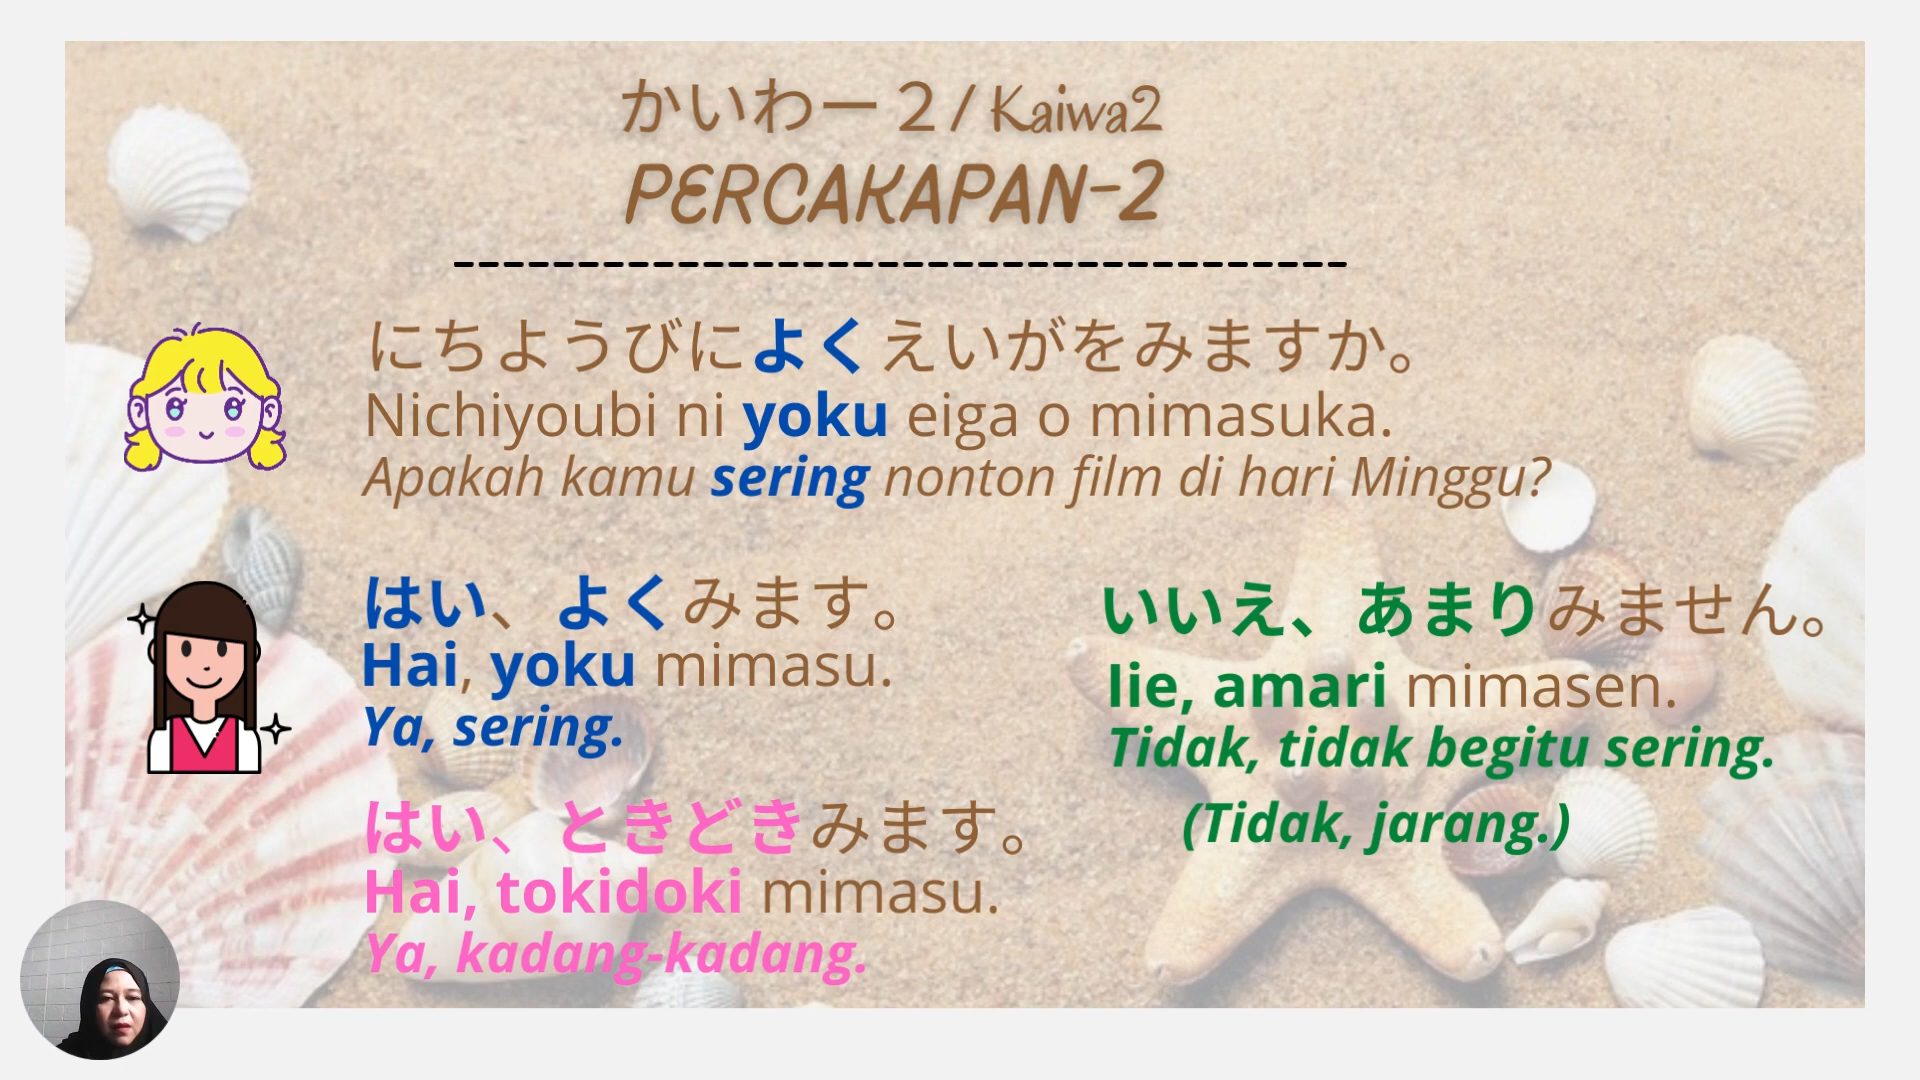 かいわー２/ Kaiwa2
PERCAKAPAN-2
にちようびによくえいがをみますか。
Nichiyoubi ni yoku eiga o mimasuka.
Apakah kamu sering nonton film di hari Minggu?
はい、よくみます。
Hai, yoku mimasu.
Ya, sering.
はい、ときどきみます。
Hai, tokidoki mimasu.
Ya, kadang-kadang.
いいえ、あまりみません。
Iie, amari mimasen.
Tidak, tidak begitu sering.
(Tidak, jarang.)